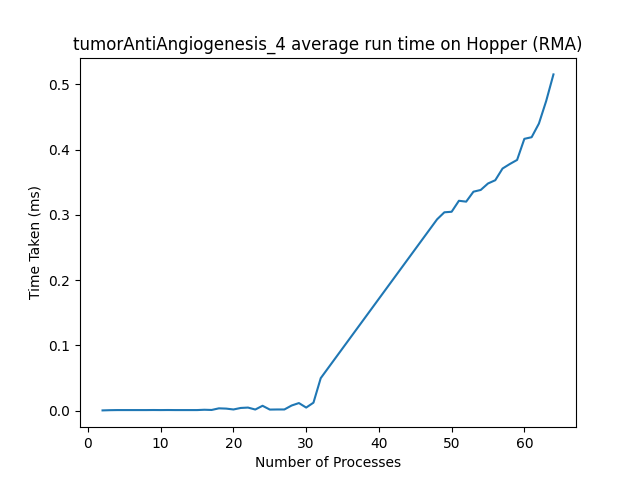 tumorAntiAngiogenesis_4 average run time on Hopper (RMA)
0.5
0.4
0.3
0.2
0.1
0.0
Time Taken (ms)
0 10 20 30 40 50 60
Number of Processes